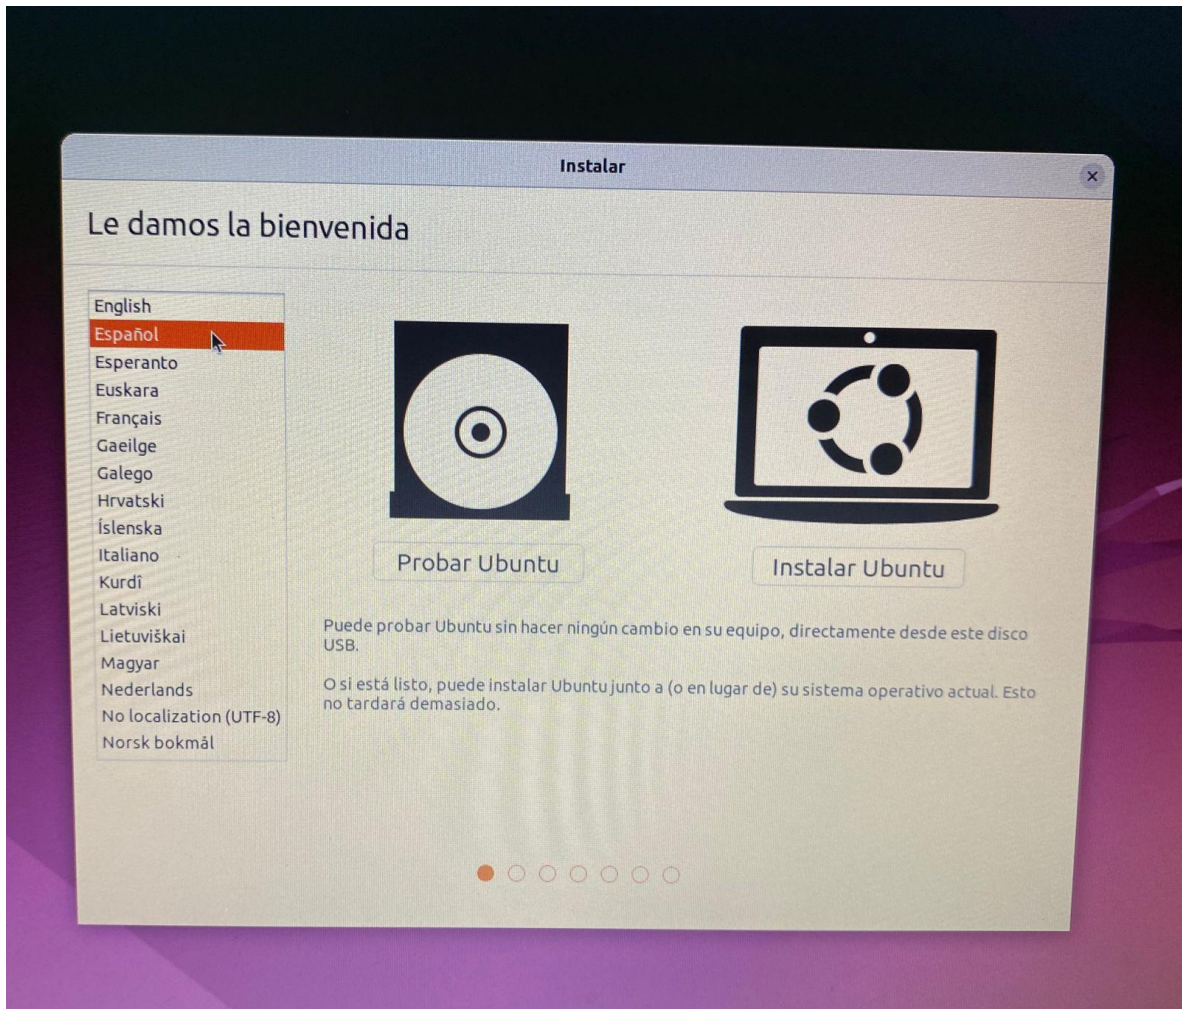 Instalar
Le damos la bienvenida
English
Español
Esperanto
Euskara
Français
Gaeilge
Galego
Hrvatski
Íslenska
Italiano
Kurdî
Latviski
Lietuviškai
Magyar
Nederlands
No localization (UTF-8)
Norsk bokmål
Probar Ubuntu
Instalar Ubuntu
Puede probar Ubuntu sin hacer ningún cambio en su equipo, directamente desde este disco
USB.
O si está listo, puede instalar Ubuntu junto a (o en lugar de) su sistema operativo actual. Esto
no tardará demasiado.